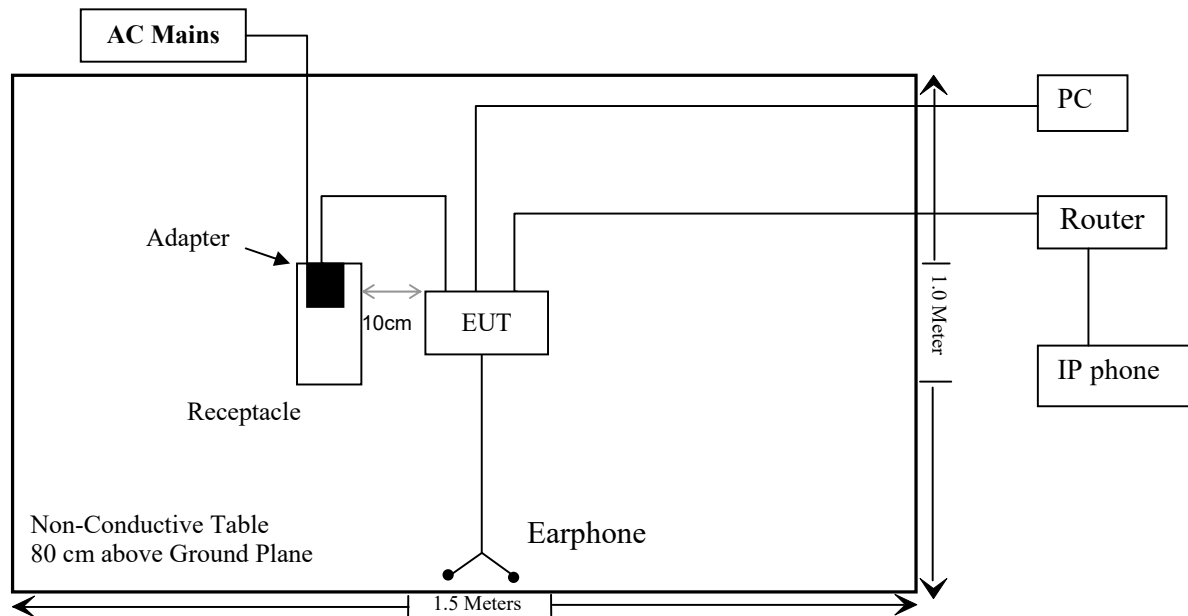 AC Mains
PC
Router
Adapter
10cm
EUT
1.0 Meter
IP phone
Receptacle
Non-Conductive Table
80 cm above Ground Plane
Earphone
1.5 Meters